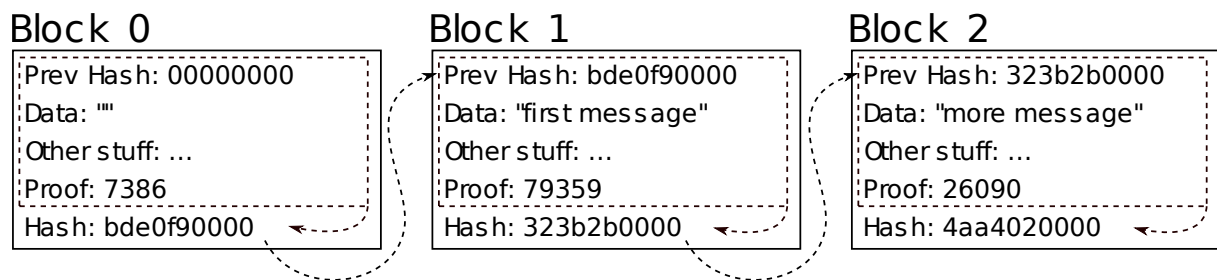 Block 0
Prev Hash: 00000000
Data: ""
Other stuff: ...
Proof: 7386
Hash: bde0f90000
Block 1
Prev Hash: bde0f90000
Data: "first message"
Other stuff: ...
Proof: 79359
Hash: 323b2b0000
Block 2
Prev Hash: 323b2b0000
Data: "more message"
Other stuff: ...
Proof: 26090
Hash: 4aa4020000